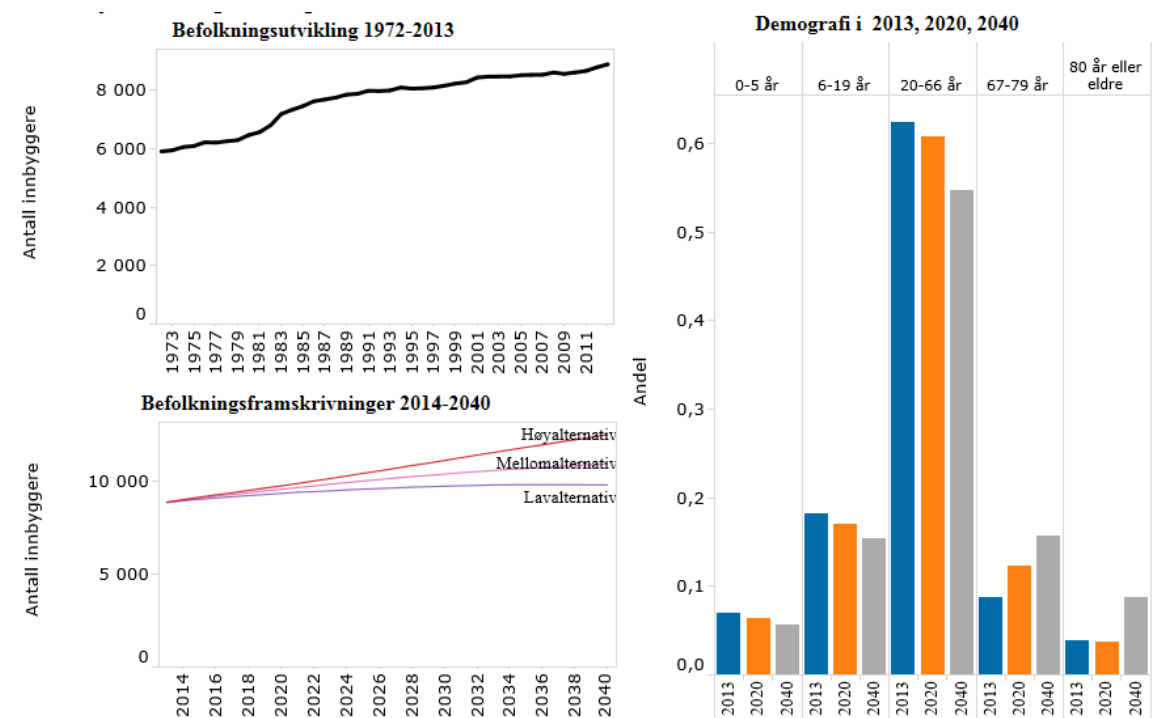 Befolkningsutvikling 1972-2013
Antall innbyggere
8 000
6 000
4 000
2 000
0
1973 1975 1977 1979 1981 1983 1985 1987 1989 1991 1993 1995 1997 1999 2001 2003 2005 2007 2009 2011
Befolkningsframskrivninger 2014-2040
Antall innbyggere
10 000
5 000
0
Høyalternativ
Mellomalternativ
Lavalternativ
2014 2016 2018 2020 2022 2024 2026 2028 2030 2032 2034 2036 2038 2040
Demografi i 2013, 2020, 2040
0-5 år 6-19 år 20-66 år 67-79 år 80 år eller
eldre
Andel
0,6
0,5
0,4
0,3
0,2
0,1
0,0
2013 2020 2040 2013 2020 2040 2013 2020 2040 2013 2020 2040 2013 2020 2040